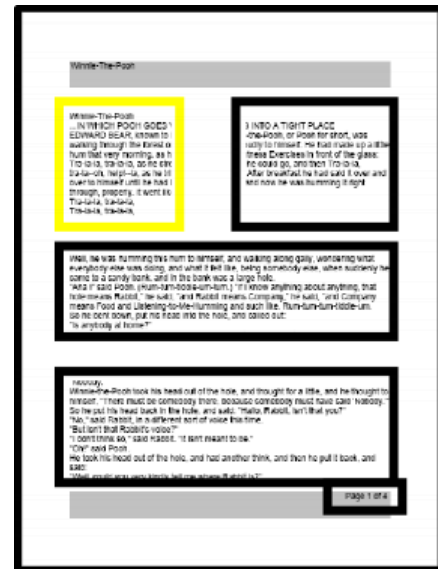 Winnie-The-Pooh
Winnie-The-Pooh
... IN WHICH POOH GOES
EDWARD BEAR, known to
walking through the forest
hum that very morning, as h
Tra-la-la, tra-la-la, as he
tra-la--oh, help!--la, as he
over to himself until he had
through, properly. It went
Tra-la-la, tra-la-la,
Tra-la-la, tra-la-la,
INTO A TIGHT PLACE
-the-Pooh, or Pooh for short, was
udly to himself. He had made up a little
tness Exercises in front of the glass:
he could go, and then Tra-la-la,
After breakfast he had said it over and
and now he was humming it right
Well, he was humming this hum to himself, and walking along gaily, wondering what
everybody else was doing, and what it felt like, being somebody else, when suddenly he
came to a sandy bank, and in the bank was a large hole.
"Aha !" said Pooh. (Rum-tum-tiddle-um-tum.) "If I know anything about anything, that
hole means Rabbit," he said, "and Rabbit means Company," he said, "and Company
means Food and Listening-to-Me-Humming and such like. Rum-tum-tum-tiddle-um.
So he bent down, put his head into the hole, and called out:
"Is anybody at home?"
"Nobody."
Winnie-the-Pooh took his head out of the hole, and thought for a little, and he thought to
himself, "There must be somebody there, because somebody must have said 'Nobody.'"
So he put his head back in the hole, and said: "Hallo, Rabbit, isn't that you?"
"No," said Rabbit, in a different sort of voice this time.
"But isn't that Rabbit's voice?"
"I don't think so," said Rabbit. "It isn't meant to be."
"Oh!" said Pooh.
He took his head out of the hole, and had another think, and then he put it back, and
said:
"Well, could you very kindly tell me where Rabbit is?"
Page 1 of 4